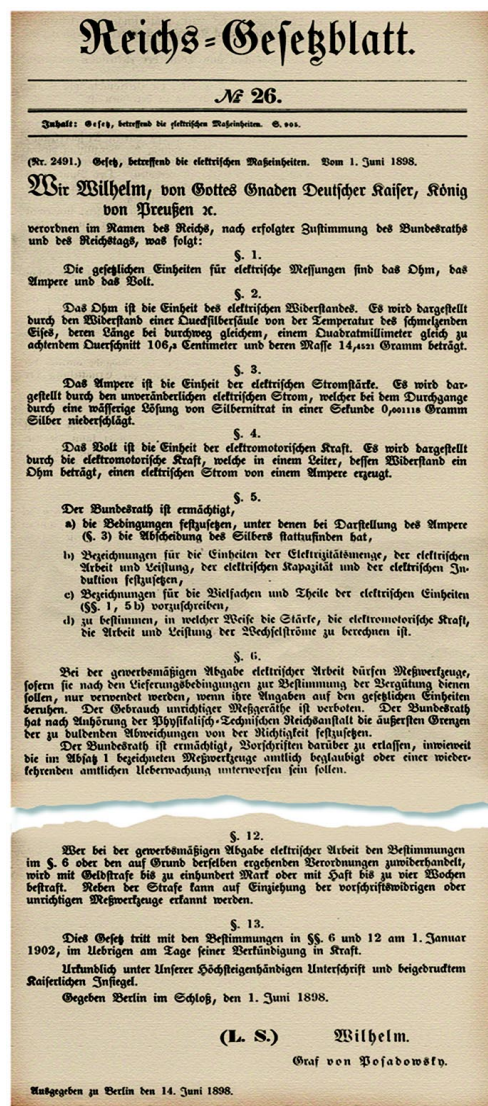 Reichs-Gesetzblatt.
№ 26.
Inhalt: Gesetz, betreffend die elektrischen Maßeinheiten. S. 905.
(Nr. 2491.) Gesetz, betreffend die elektrischen Maßeinheiten. Vom 1. Juni 1898.
Wir Wilhelm, von Gottes Gnaden Deutscher Kaiser, König
von Preußen ꝛc.
verordnen im Namen des Reichs, nach erfolgter Zustimmung des Bundesraths
und des Reichstags, was folgt:
§. 1.
Die gesetzlichen Einheiten für elektrische Messungen sind das Ohm, das
Ampere und das Volt.
§. 2.
Das Ohm ist die Einheit des elektrischen Widerstandes. Es wird dargestellt
durch den Widerstand einer Quecksilbersäule von der Temperatur des schmelzenden
Eises, deren Länge bei durchweg gleichem, einem Quadratmillimeter gleich zu
achtendem Querschnitt 106,3 Centimeter und deren Masse 14,4521 Gramm beträgt.
§. 3.
Das Ampere ist die Einheit der elektrischen Stromstärke. Es wird dar-
gestellt durch den unveränderlichen elektrischen Strom, welcher bei dem Durchgange
durch eine wässerige Lösung von Silbernitrat in einer Sekunde 0,001118 Gramm
Silber niederschlägt.
§. 4.
Das Volt ist die Einheit der elektromotorischen Kraft. Es wird dargestellt
durch die elektromotorische Kraft, welche in einem Leiter, dessen Widerstand ein
Ohm beträgt, einen elektrischen Strom von einem Ampere erzeugt.
§. 5.
Der Bundesrath ist ermächtigt,
a) die Bedingungen festzusetzen, unter denen bei Darstellung des Ampere
(§. 3) die Abscheidung des Silbers stattzufinden hat,
b) Bezeichnungen für die Einheiten der Elektrizitätsmenge, der elektrischen
Arbeit und Leistung, der elektrischen Kapazität und der elektrischen In-
duktion festzusetzen,
c) Bezeichnungen für die Vielfachen und Theile der elektrischen Einheiten
(§§. 1, 5 b) vorzuschreiben,
d) zu bestimmen, in welcher Weise die Stärke, die elektromotorische Kraft,
die Arbeit und Leistung der Wechselströme zu berechnen ist.
§. 6.
Bei der gewerbsmäßigen Abgabe elektrischer Arbeit dürfen Meßwerkzeuge,
sofern sie nach den Lieferungsbedingungen zur Bestimmung der Vergütung dienen
sollen, nur verwendet werden, wenn ihre Angaben auf den gesetzlichen Einheiten
beruhen. Der Gebrauch unrichtiger Meßgeräthe ist verboten. Der Bundesrath
hat nach Anhörung der Physikalisch-Technischen Reichsanstalt die äußersten Grenzen
der zu duldenden Abweichungen von der Richtigkeit festzusetzen.
Der Bundesrath ist ermächtigt, Vorschriften darüber zu erlassen, inwieweit
die im Absatz 1 bezeichneten Meßwerkzeuge amtlich beglaubigt oder einer wieder-
kehrenden amtlichen Ueberwachung unterworfen sein sollen.
§. 12.
Wer bei der gewerbsmäßigen Abgabe elektrischer Arbeit den Bestimmungen
im §. 6 oder den auf Grund derselben ergehenden Verordnungen zuwiderhandelt,
wird mit Geldstrafe bis zu einhundert Mark oder mit Haft bis zu vier Wochen
bestraft. Neben der Strafe kann auf Einziehung der vorschriftswidrigen oder
unrichtigen Meßwerkzeuge erkannt werden.
§. 13.
Dies Gesetz tritt mit den Bestimmungen in §§. 6 und 12 am 1. Januar
1902, im Uebrigen am Tage seiner Verkündigung in Kraft.
Urkundlich unter Unserer Höchsteigenhändigen Unterschrift und beigedrucktem
Kaiserlichen Insiegel.
Gegeben Berlin im Schloß, den 1. Juni 1898.
(L. S.) Wilhelm.
Graf von Posadowsky.
Ausgegeben zu Berlin den 14. Juni 1898.